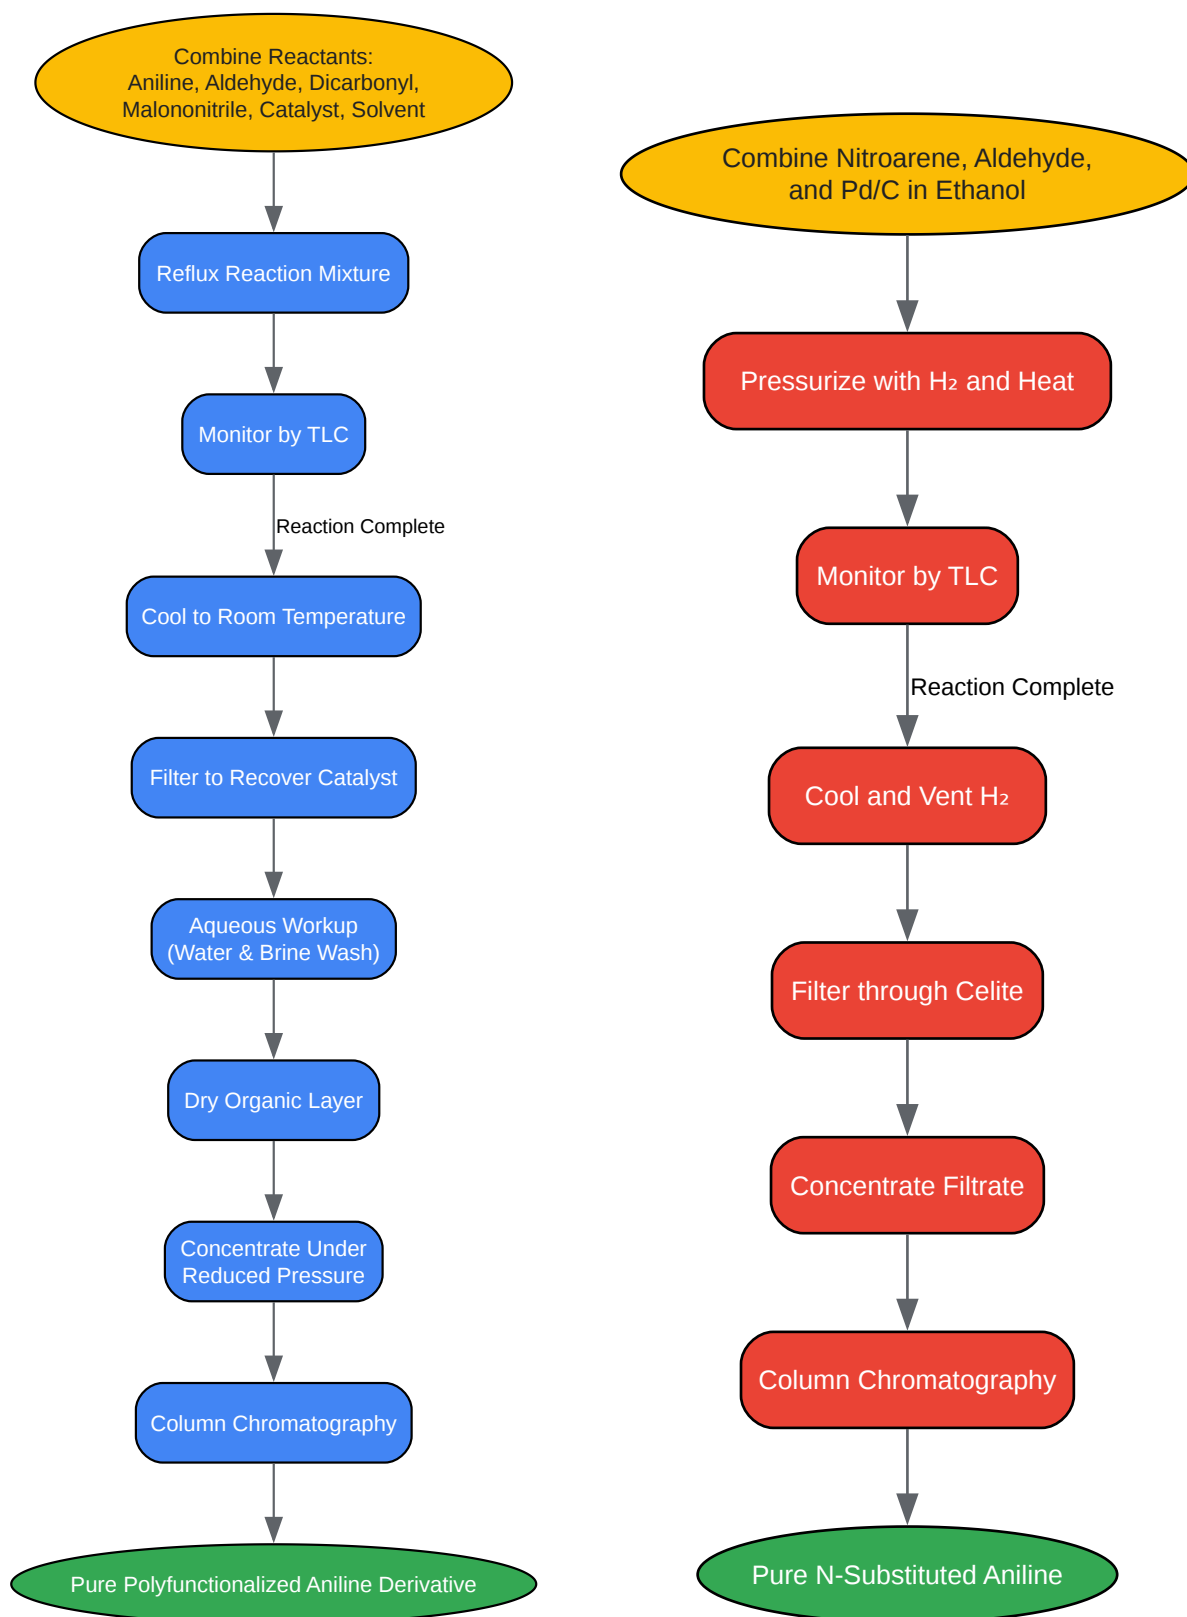 Combine Reactants:
Aniline, Aldehyde, Dicarbonyl,
Malononitrile, Catalyst, Solvent
Reflux Reaction Mixture
Monitor by TLC
Reaction Complete
Cool to Room Temperature
Filter to Recover Catalyst
Aqueous Workup
(Water & Brine Wash)
Dry Organic Layer
Concentrate Under
Reduced Pressure
Column Chromatography
Pure Polyfunctionalized Aniline Derivative
Combine Nitroarene, Aldehyde,
and Pd/C in Ethanol
Pressurize with H₂ and Heat
Monitor by TLC
Reaction Complete
Cool and Vent H₂
Filter through Celite
Concentrate Filtrate
Column Chromatography
Pure N-Substituted Aniline